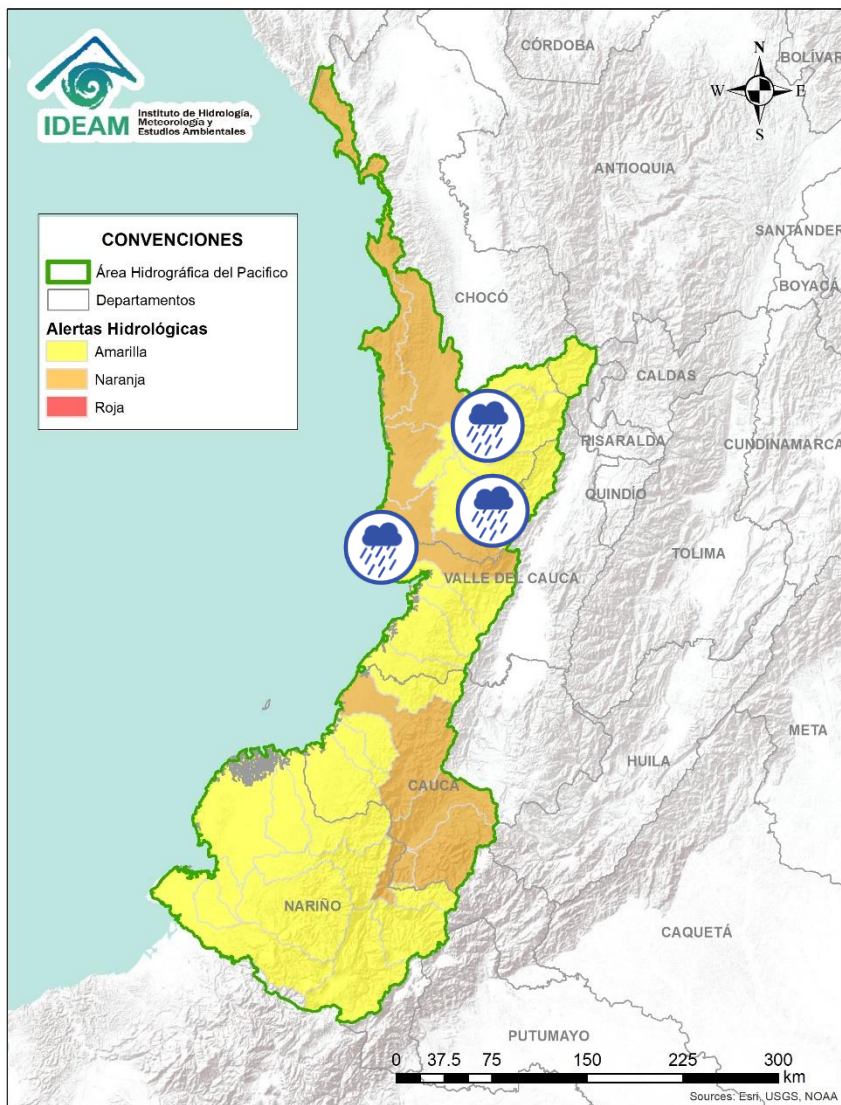 IDEAM
Instituto de Hidrología,
Meteorología y
Estudios Ambientales
N
W
E
S
CÓRDOBA
BOLÍVAR
ANTIOQUIA
SANTANDER
BOYACÁ
CHOCÓ
CALDAS
RISARALDA
CUNDINAMARCA
QUINDÍO
TOLIMA
VALLE DEL CAUCA
META
HUILA
CAUCA
NARIÑO
CAQUETÁ
PUTUMAYO
CONVENCIONES
Área Hidrográfica del Pacifico
Departamentos
Alertas Hidrológicas
Amarilla
Naranja
Roja
0 37.5 75 150 225 300
km
Sources: Esri, USGS, NOAA